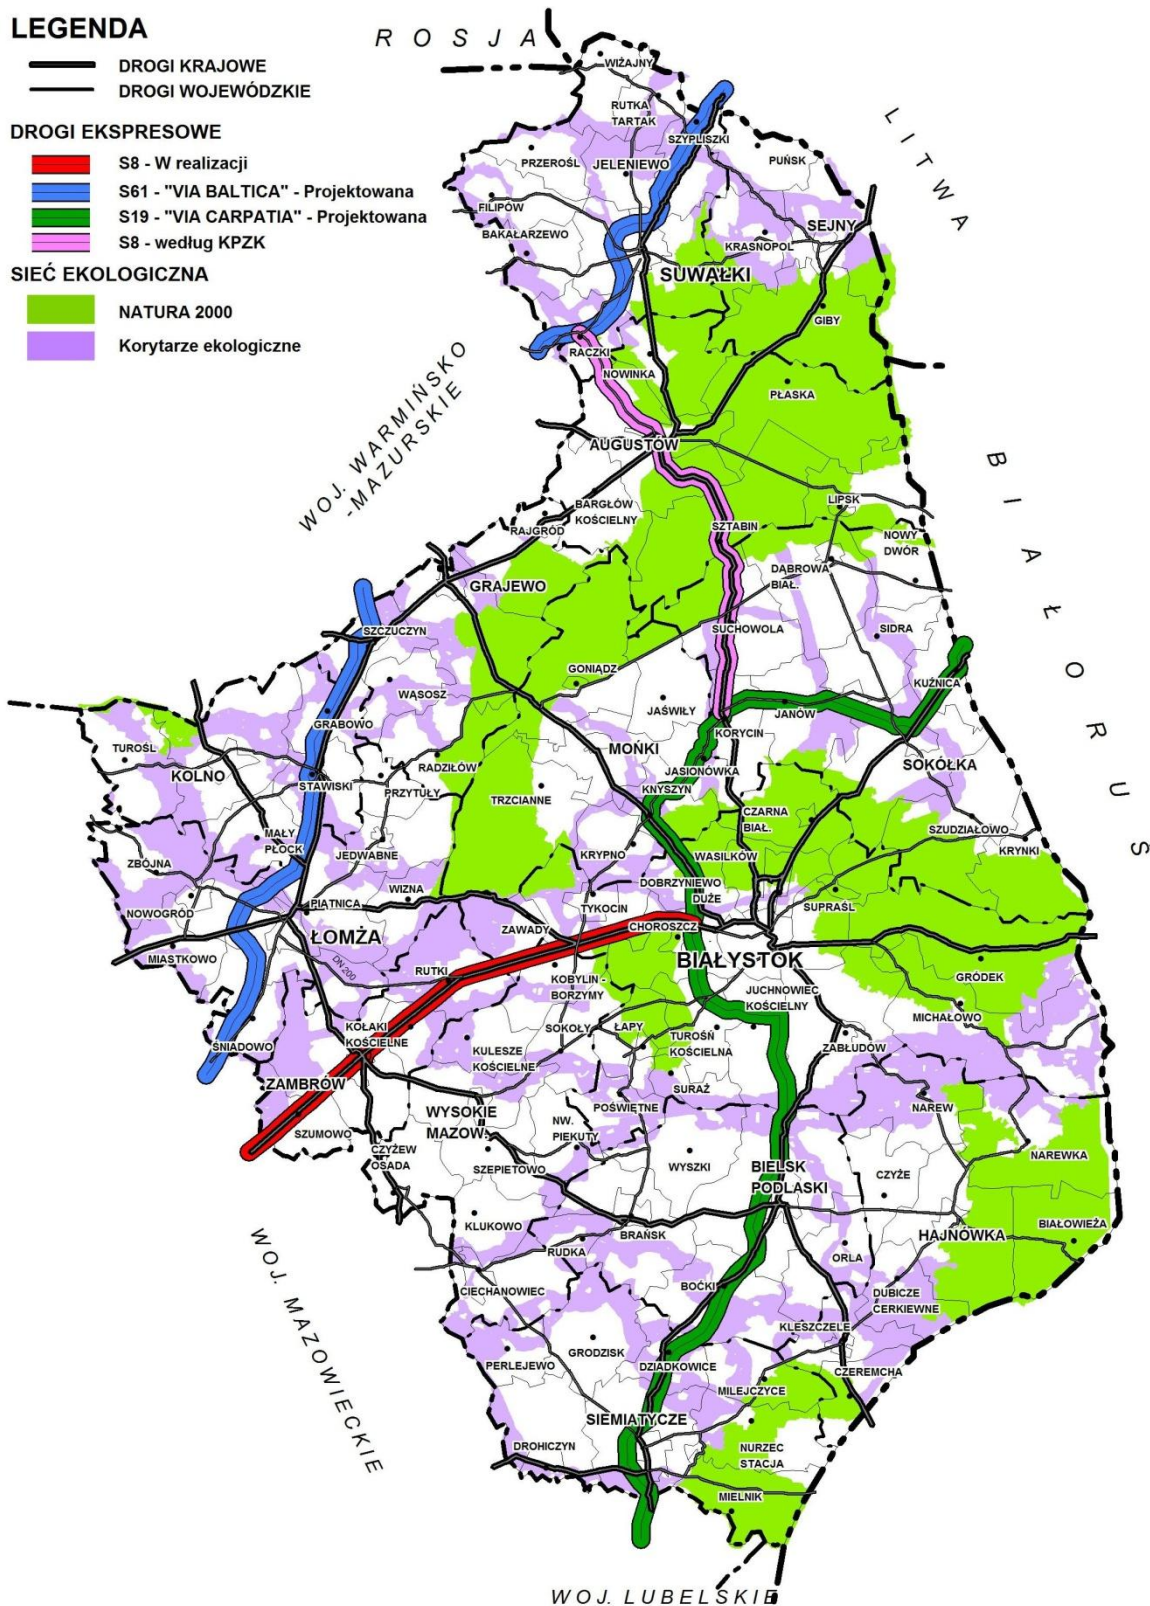 LEGENDA
DROGI KRAJOWE
DROGI WOJEWÓDZKIE
DROGI EKSPRESOWE
S8 - W realizacji
S61 - "VIA BALTICA" - Projektowana
S19 - "VIA CARPATIA" - Projektowana
S8 - według KPZK
SIEĆ EKOLOGICZNA
NATURA 2000
Korytarze ekologiczne
ROSJA
LITWA
BIAŁORUŚ
WOJ. WARMIŃSKO
-MAZURSKIE
WOJ. MAZOWIECKIE
WOJ. LUBELSKIE
WIŻAJNY
RUTKA
TARTAK
SZYPLISZKI
PRZEROŚL
JELENIEWO
PUŃSK
FILIPÓW
BAKAŁARZEWO
KRASNOPOL
SEJNY
SUWAŁKI
GIBY
RACZKI
NOWINKA
PŁASKA
AUGUSTÓW
BARGŁÓW
KOŚCIELNY
LIPSK
RAJGRÓD
SZTABIN
NOWY
DWÓR
GRAJEWO
DĄBROWA
BIAŁ.
SZCZUCZYN
SUCHOWOLA
SIDRA
GONIĄDZ
WĄSOSZ
KUŹNICA
GRABOWO
JAŚWIŁY
JANÓW
KORYCIN
TUROŚL
MOŃKI
KOLNO
RADZIŁÓW
JASIONÓWKA
SOKÓŁKA
STAWISKI
PRZYTUŁY
TRZCIANNE
KNYSZYN
CZARNA
BIAŁ.
MAŁY
PŁOCK
SZUDZIAŁOWO
ZBÓJNA
JEDWABNE
KRYPNO
WASILKÓW
KRYNKI
WIZNA
DOBRZYNIEWO
DUŻE
NOWOGRÓD
PIĄTNICA
TYKOCIN
SUPRAŚL
ŁOMŻA
ZAWADY
CHOROSZCZ
MIASTKOWO
DN 200
RUTKI
BIAŁYSTOK
KOBYLIN -
BORZYMY
GRÓDEK
JUCHNOWIEC
KOŚCIELNY
MICHAŁOWO
KOŁAKI
KOŚCIELNE
SOKOŁY
ŁAPY
TUROŚŃ
KOŚCIELNA
ŚNIADOWO
KULESZE
KOŚCIELNE
ZABŁUDÓW
ZAMBRÓW
SURAŻ
WYSOKIE
MAZOW.
POŚWIĘTNE
NAREW
SZUMOWO
NW.
PIEKUTY
CZYŻEW
OSADA
SZEPIETOWO
WYSZKI
BIELSK
PODLASKI
CZYŻE
NAREWKA
KLUKOWO
BRAŃSK
HAJNÓWKA
BIAŁOWIEŻA
RUDKA
ORLA
CIECHANOWIEC
BOĆKI
DUBICZE
CERKIEWNE
KLESZCZELE
PERLEJEWO
GRODZISK
DZIADKOWICE
CZEREMCHA
MILEJCZYCE
SIEMIATYCZE
DROHICZYN
NURZEC
STACJA
MIELNIK